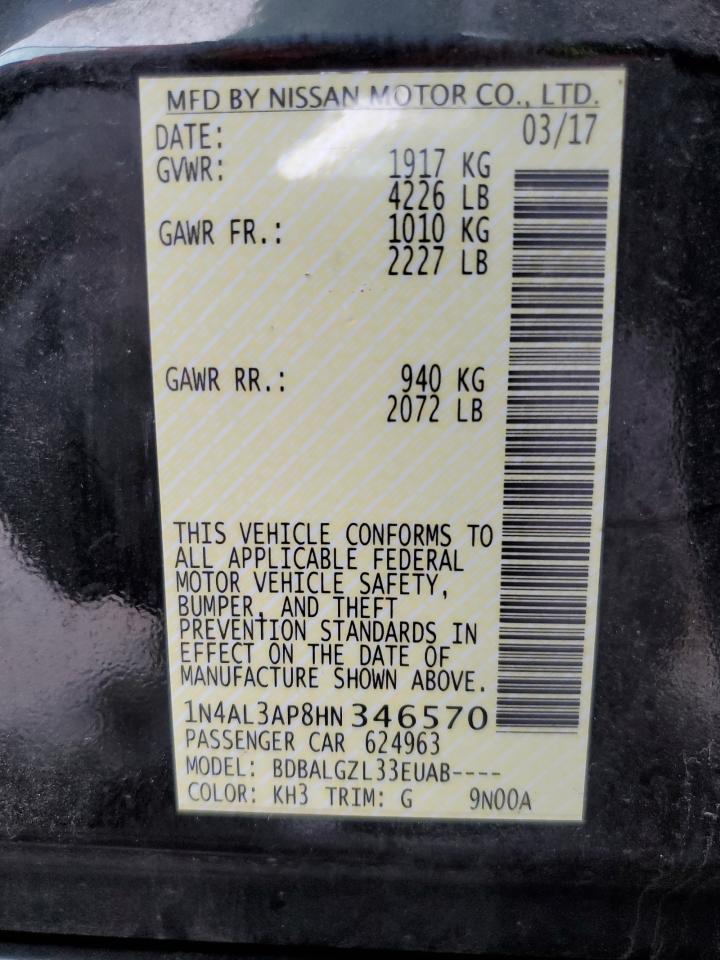 MFD BY NISSAN MOTOR CO., LTD.
DATE: 03/17
GVWR: 1917 KG
4226 LB
GAWR FR.: 1010 KG
2227 LB
GAWR RR.: 940 KG
2072 LB
THIS VEHICLE CONFORMS TO
ALL APPLICABLE FEDERAL
MOTOR VEHICLE SAFETY,
BUMPER, AND THEFT
PREVENTION STANDARDS IN
EFFECT ON THE DATE OF
MANUFACTURE SHOWN ABOVE.
1N4AL3AP8HN346570
PASSENGER CAR 624963
MODEL: BDBALGZL33EUAB----
COLOR: KH3 TRIM: G 9N00A